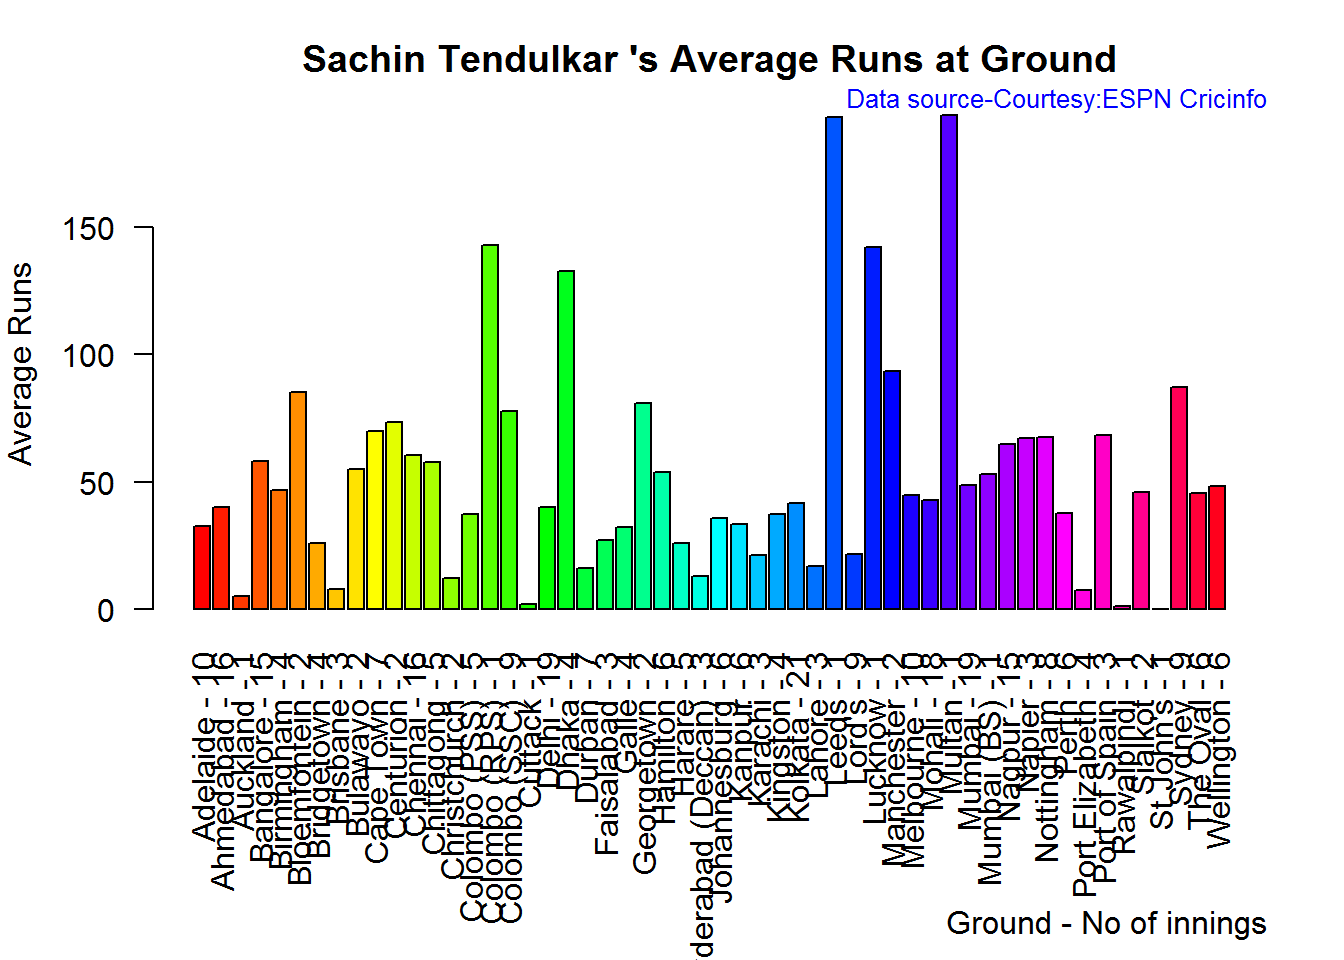 Sachin Tendulkar 's Average Runs at Ground
Data source-Courtesy:ESPN Cricinfo
Average Runs
150
100
50
0
Adelaide - 10
Ahmedabad - 16
Auckland - 1
Bangalore - 15
Birmingham - 4
Bloemfontein - 2
Bridgetown - 4
Brisbane - 3
Bulawayo - 2
Cape Town - 7
Centurion - 2
Chennai - 16
Chittagong - 5
Christchurch - 2
Colombo (PSS) - 5
Colombo (RPS) - 1
Colombo (SSC) - 9
Cuttack - 1
Delhi - 19
Dhaka - 4
Durban - 7
Faisalabad - 3
Galle - 4
Georgetown - 2
Hamilton - 6
Harare - 5
derabad (Deccan) - 3
Johannesburg - 6
Kanpur - 6
Karachi - 3
Kingston - 4
Kolkata - 21
Lahore - 3
Leeds - 1
Lord's - 9
Lucknow - 1
Manchester - 2
Melbourne - 10
Mohali - 18
Multan - 1
Mumbai - 19
Mumbai (BS) - 1
Nagpur - 15
Napier - 3
Nottingham - 8
Perth - 6
Port Elizabeth - 4
Port of Spain - 3
Rawalpindi - 1
Sialkot - 2
St John's - 1
Sydney - 9
The Oval - 6
Wellington - 6
Ground - No of innings